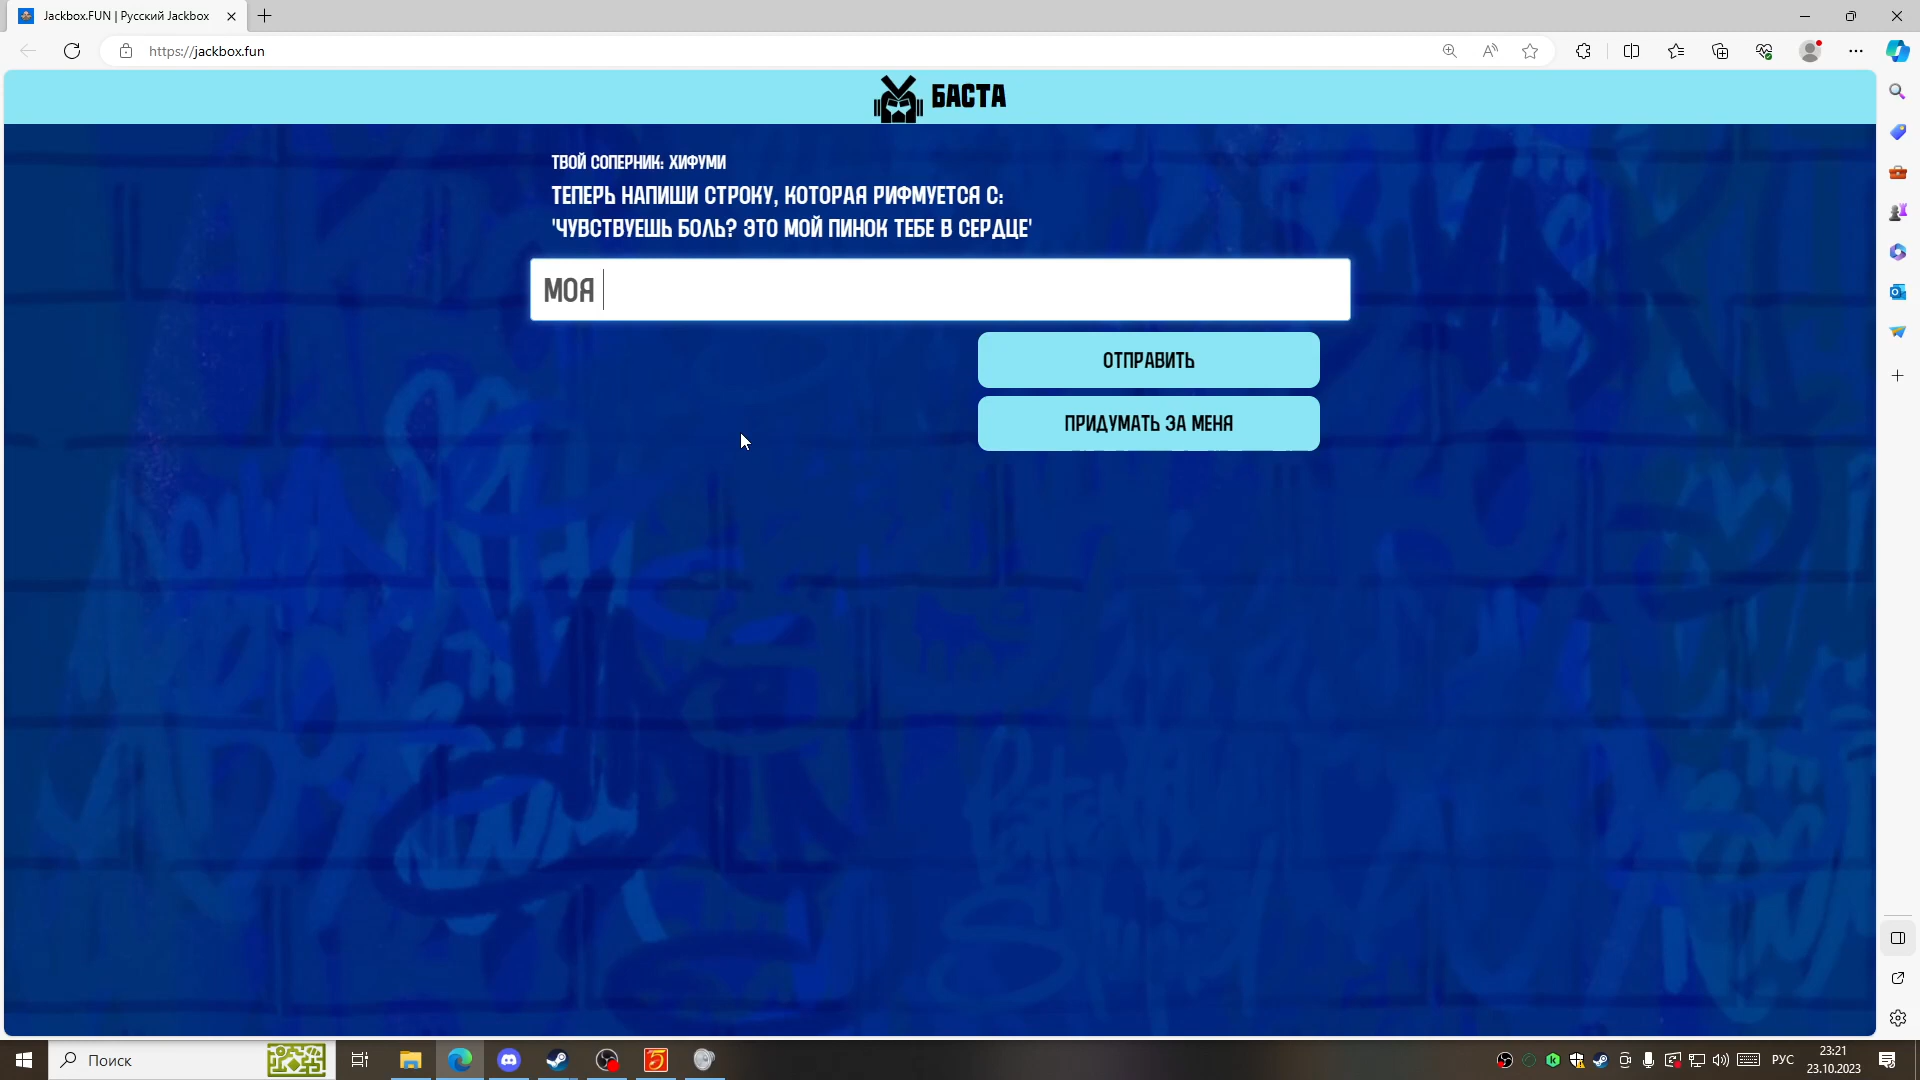 Jackbox.FUN | Русский Jackbox
https://jackbox.fun
БАСТА
ТВОЙ СОПЕРНИК: ХИФУМИ
ТЕПЕРЬ НАПИШИ СТРОКУ, КОТОРАЯ РИФМУЕТСЯ С:
'ЧУВСТВУЕШЬ БОЛЬ? ЭТО МОЙ ПИНОК ТЕБЕ В СЕРДЦЕ'
МОЯ
ОТПРАВИТЬ
ПРИДУМАТЬ ЗА МЕНЯ
Поиск
РУС
23:21
23.10.2023